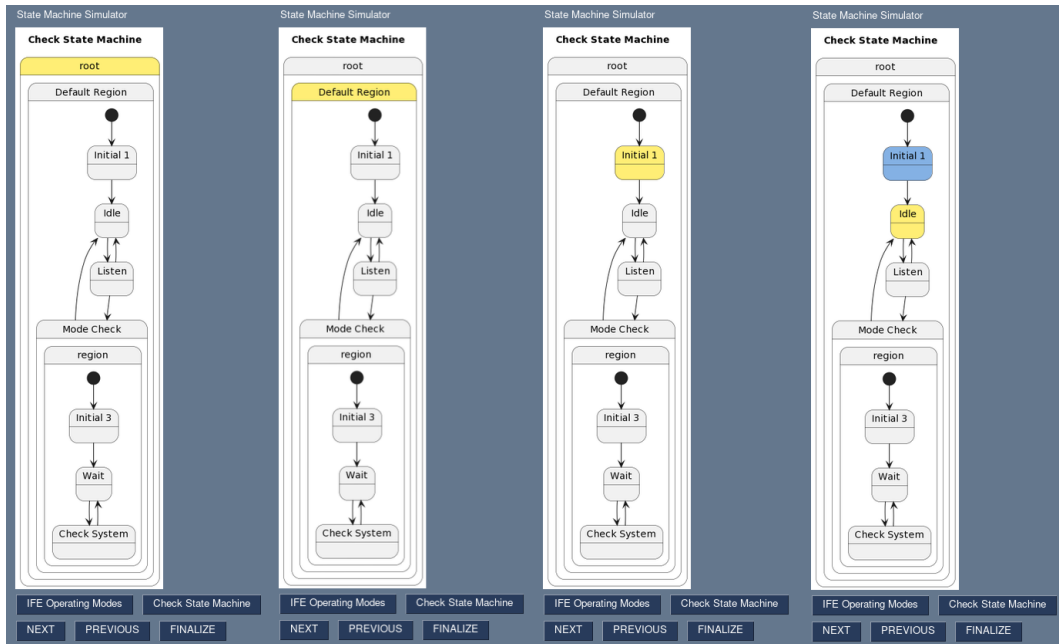 State Machine Simulator
Check State Machine
root
Default Region
Initial 1
Idle
Listen
Mode Check
region
Initial 3
Wait
Check System
IFE Operating Modes
Check State Machine
NEXT
PREVIOUS
FINALIZE
State Machine Simulator
Check State Machine
root
Default Region
Initial 1
Idle
Listen
Mode Check
region
Initial 3
Wait
Check System
IFE Operating Modes
Check State Machine
NEXT
PREVIOUS
FINALIZE
State Machine Simulator
Check State Machine
root
Default Region
Initial 1
Idle
Listen
Mode Check
region
Initial 3
Wait
Check System
IFE Operating Modes
Check State Machine
NEXT
PREVIOUS
FINALIZE
State Machine Simulator
Check State Machine
root
Default Region
Initial 1
Idle
Listen
Mode Check
region
Initial 3
Wait
Check System
IFE Operating Modes
Check State Machine
NEXT
PREVIOUS
FINALIZE